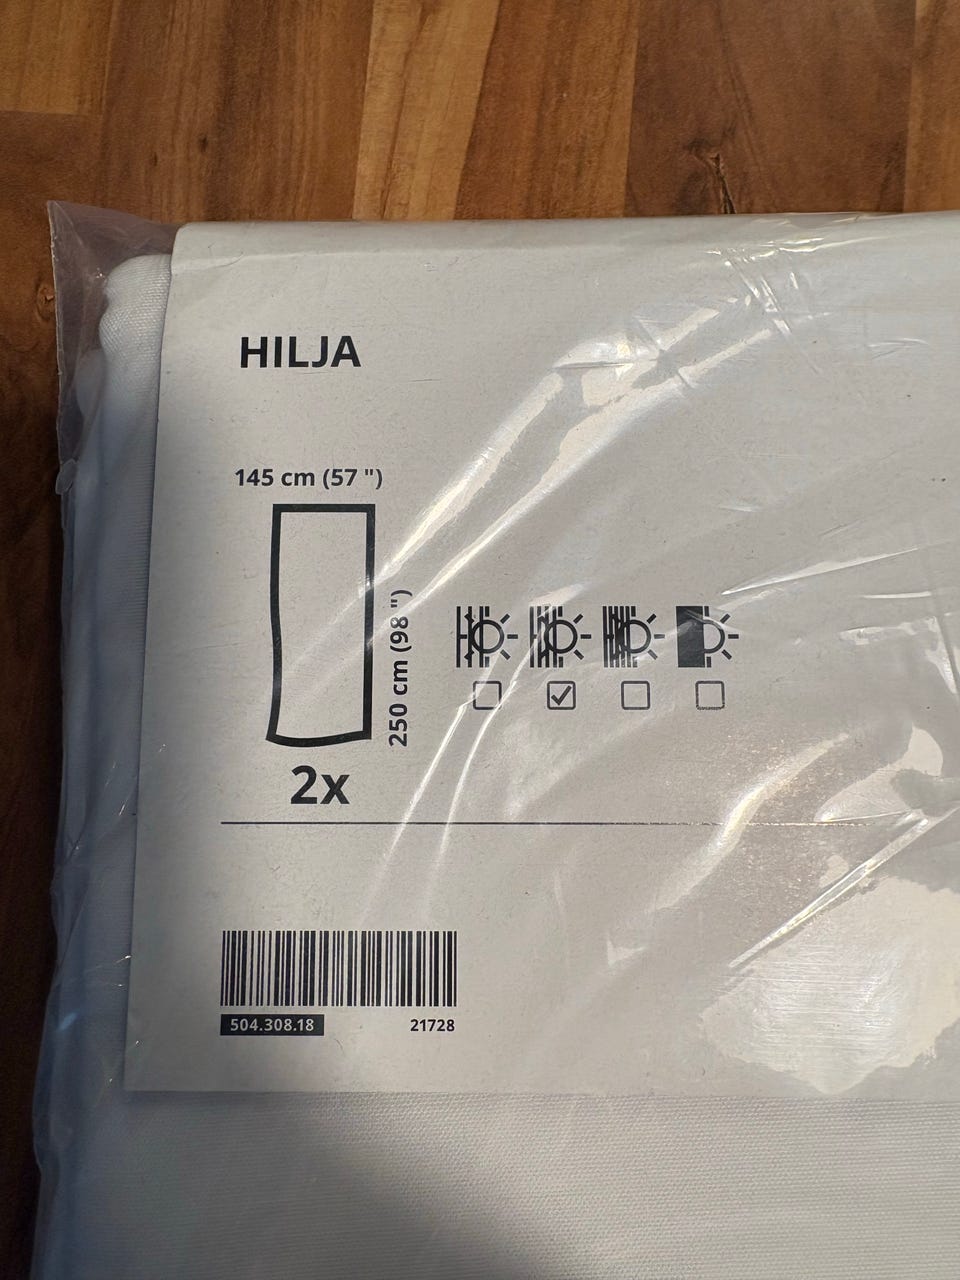 HILJA
145 cm (57 ")
250 cm (98 ")
2x
504.308.18
21728